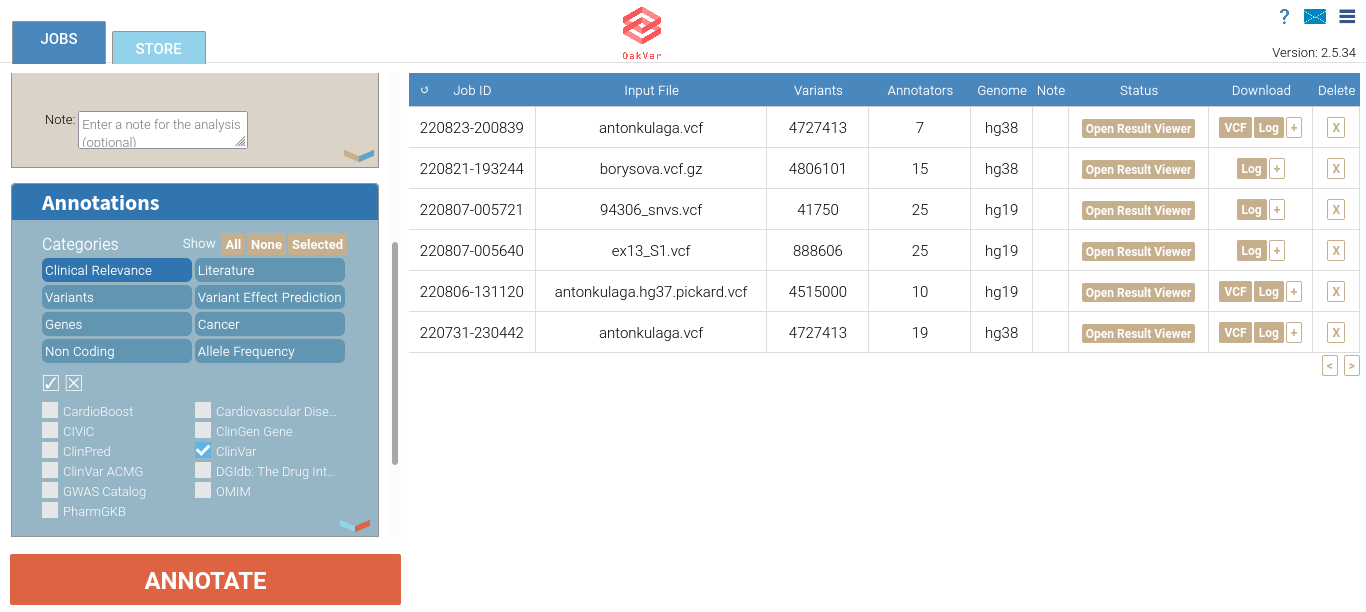 JOBS
STORE
OakVar
?
Version: 2.5.34
Note:
Enter a note for the analysis
(optional)
Annotations
Categories
Show All None Selected
Clinical Relevance Literature
Variants Variant Effect Prediction
Genes Cancer
Non Coding Allele Frequency
CardioBoost Cardiovascular Dise...
CIViC ClinGen Gene
ClinPred ClinVar
ClinVar ACMG DGIdb: The Drug Int...
GWAS Catalog OMIM
PharmGKB
ANNOTATE
↺ Job ID Input File Variants Annotators Genome Note Status Download Delete
220823-200839 antonkulaga.vcf 4727413 7 hg38 Open Result Viewer VCF Log + X
220821-193244 borysova.vcf.gz 4806101 15 hg38 Open Result Viewer Log + X
220807-005721 94306_snvs.vcf 41750 25 hg19 Open Result Viewer Log + X
220807-005640 ex13_S1.vcf 888606 25 hg19 Open Result Viewer Log + X
220806-131120 antonkulaga.hg37.pickard.vcf 4515000 10 hg19 Open Result Viewer VCF Log + X
220731-230442 antonkulaga.vcf 4727413 19 hg38 Open Result Viewer VCF Log + X
< >